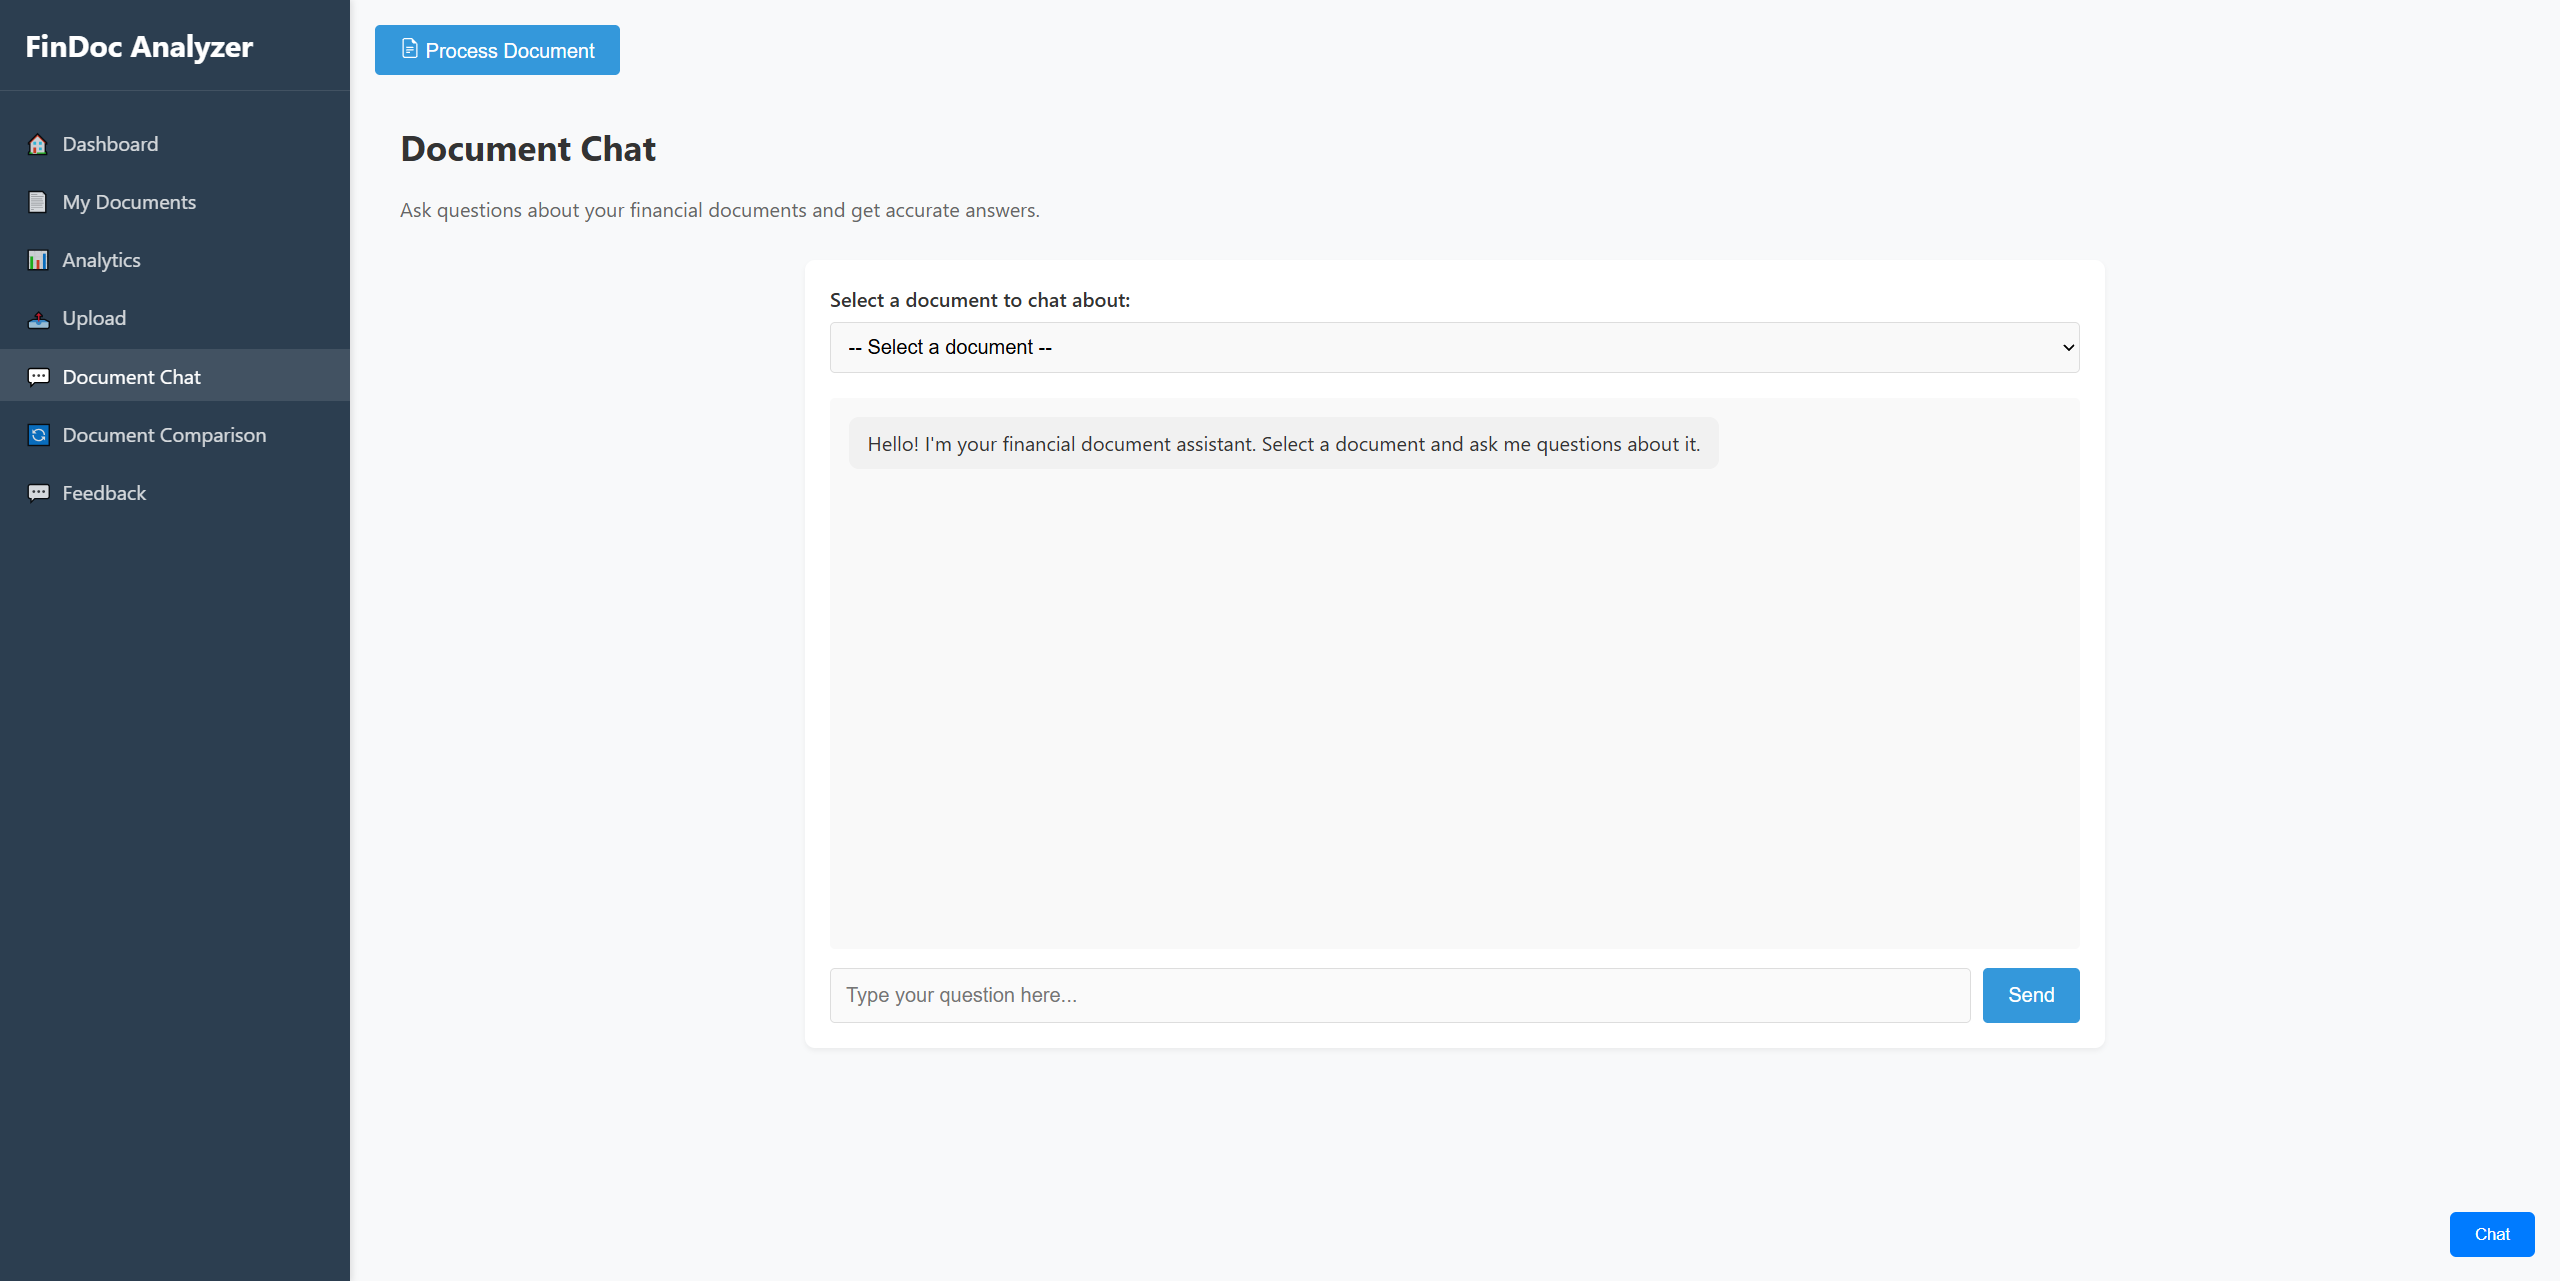 FinDoc Analyzer
Dashboard
My Documents
Analytics
Upload
Document Chat
Document Comparison
Feedback
Process Document
Document Chat
Ask questions about your financial documents and get accurate answers.
Select a document to chat about:
-- Select a document --
Hello! I'm your financial document assistant. Select a document and ask me questions about it.
Type your question here...
Send
Chat